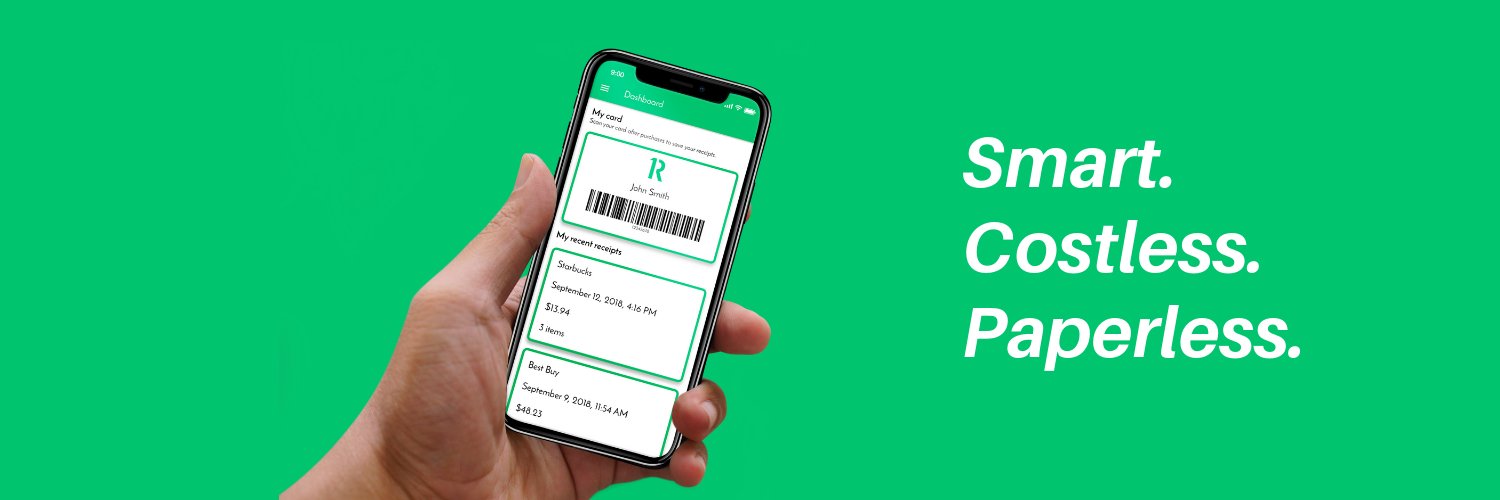 9:00
Dashboard
My card
Scan your card after purchases to save your receipts.
R
John Smith
My recent receipts
Starbucks
September 12, 2018, 4:16 PM
$13.94
3 items
Best Buy
September 9, 2018, 11:54 AM
$48.23
Smart.
Costless.
Paperless.